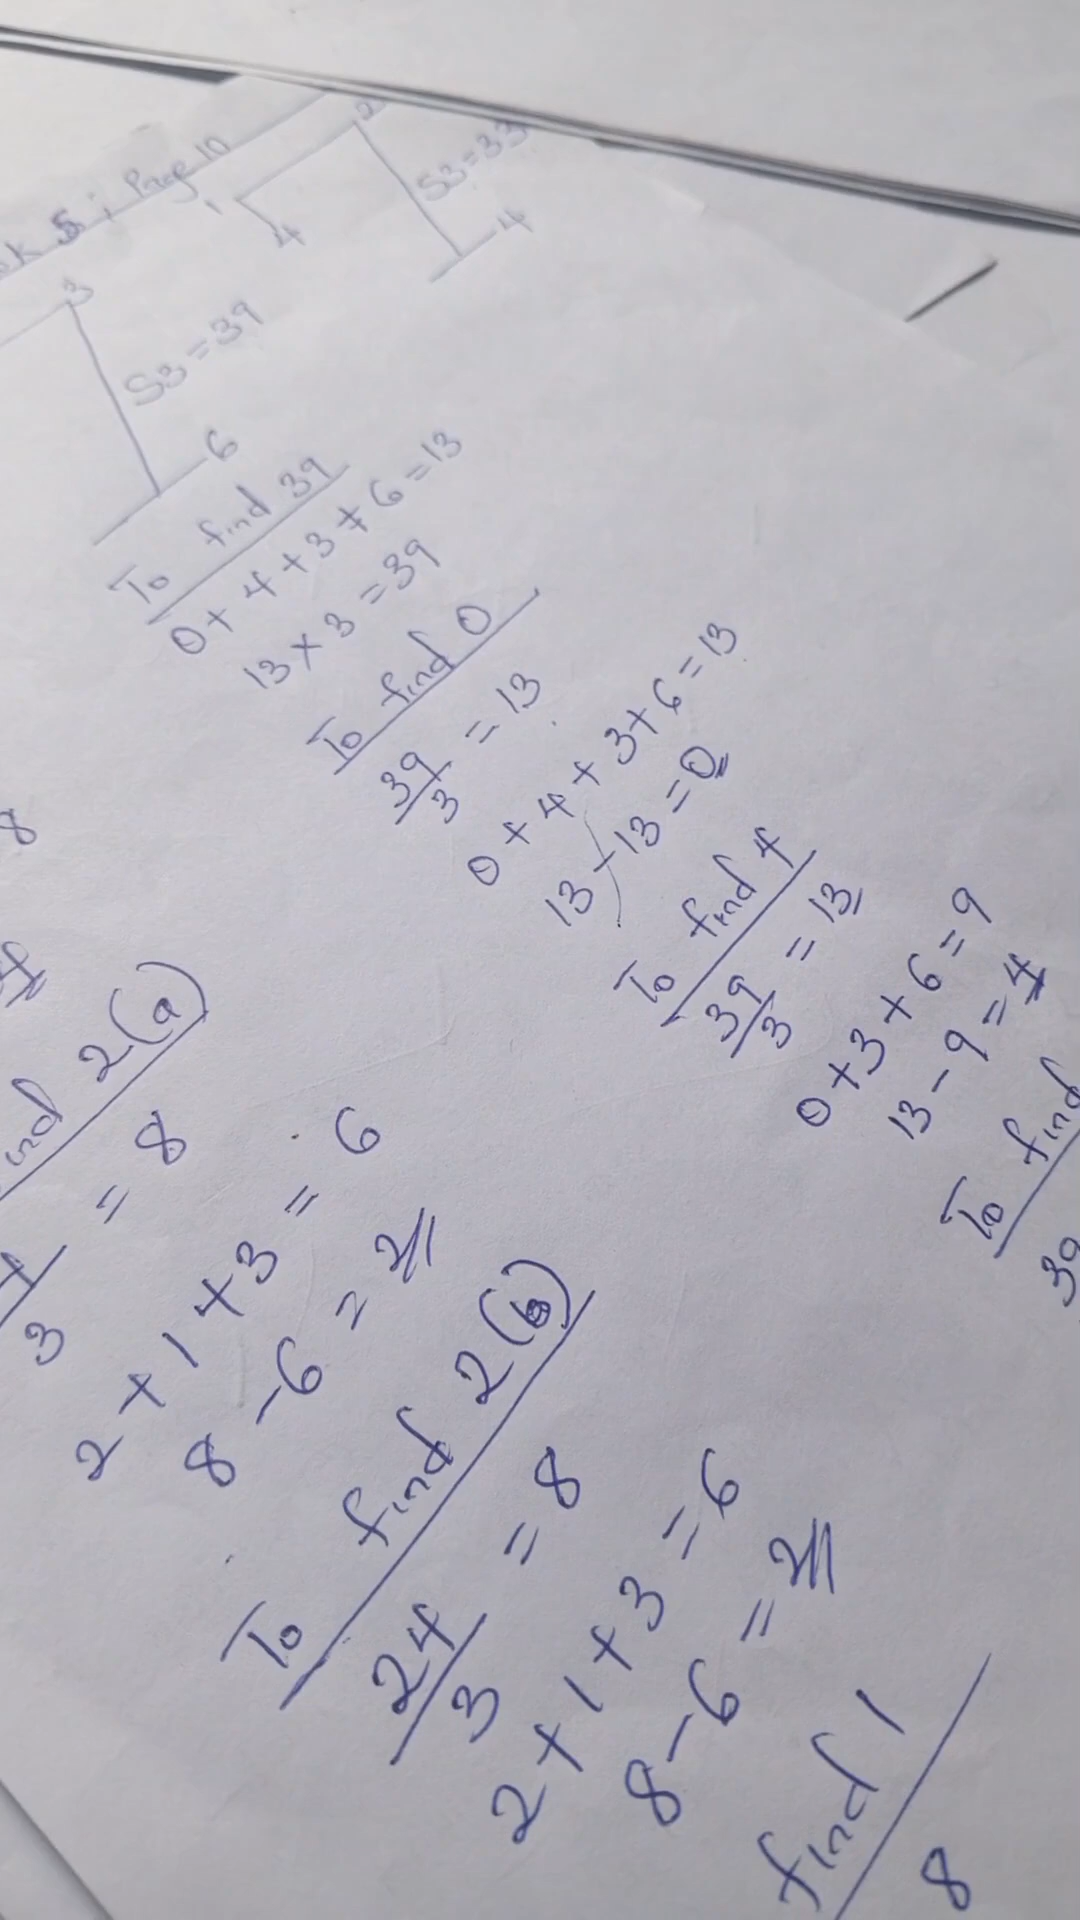 ; Page 10
3
S3 = 39
6
4
2
S3 = 33
4
To find 39
0 + 4 + 3 + 6 = 13
13 × 3 = 39
To find 0
39/3 = 13
0 + 4 + 3 + 6 = 13
13 - 13 = 0
To find 4
39/3 = 13
0 + 3 + 6 = 9
13 - 9 = 4
To find
39
8
4
2(a)
3
= 8
2 + 1 + 3 = 6
8 - 6 = 2
To find 2(b)
24/3 = 8
2 + 1 + 3 = 6
8 - 6 = 2
find 1
8